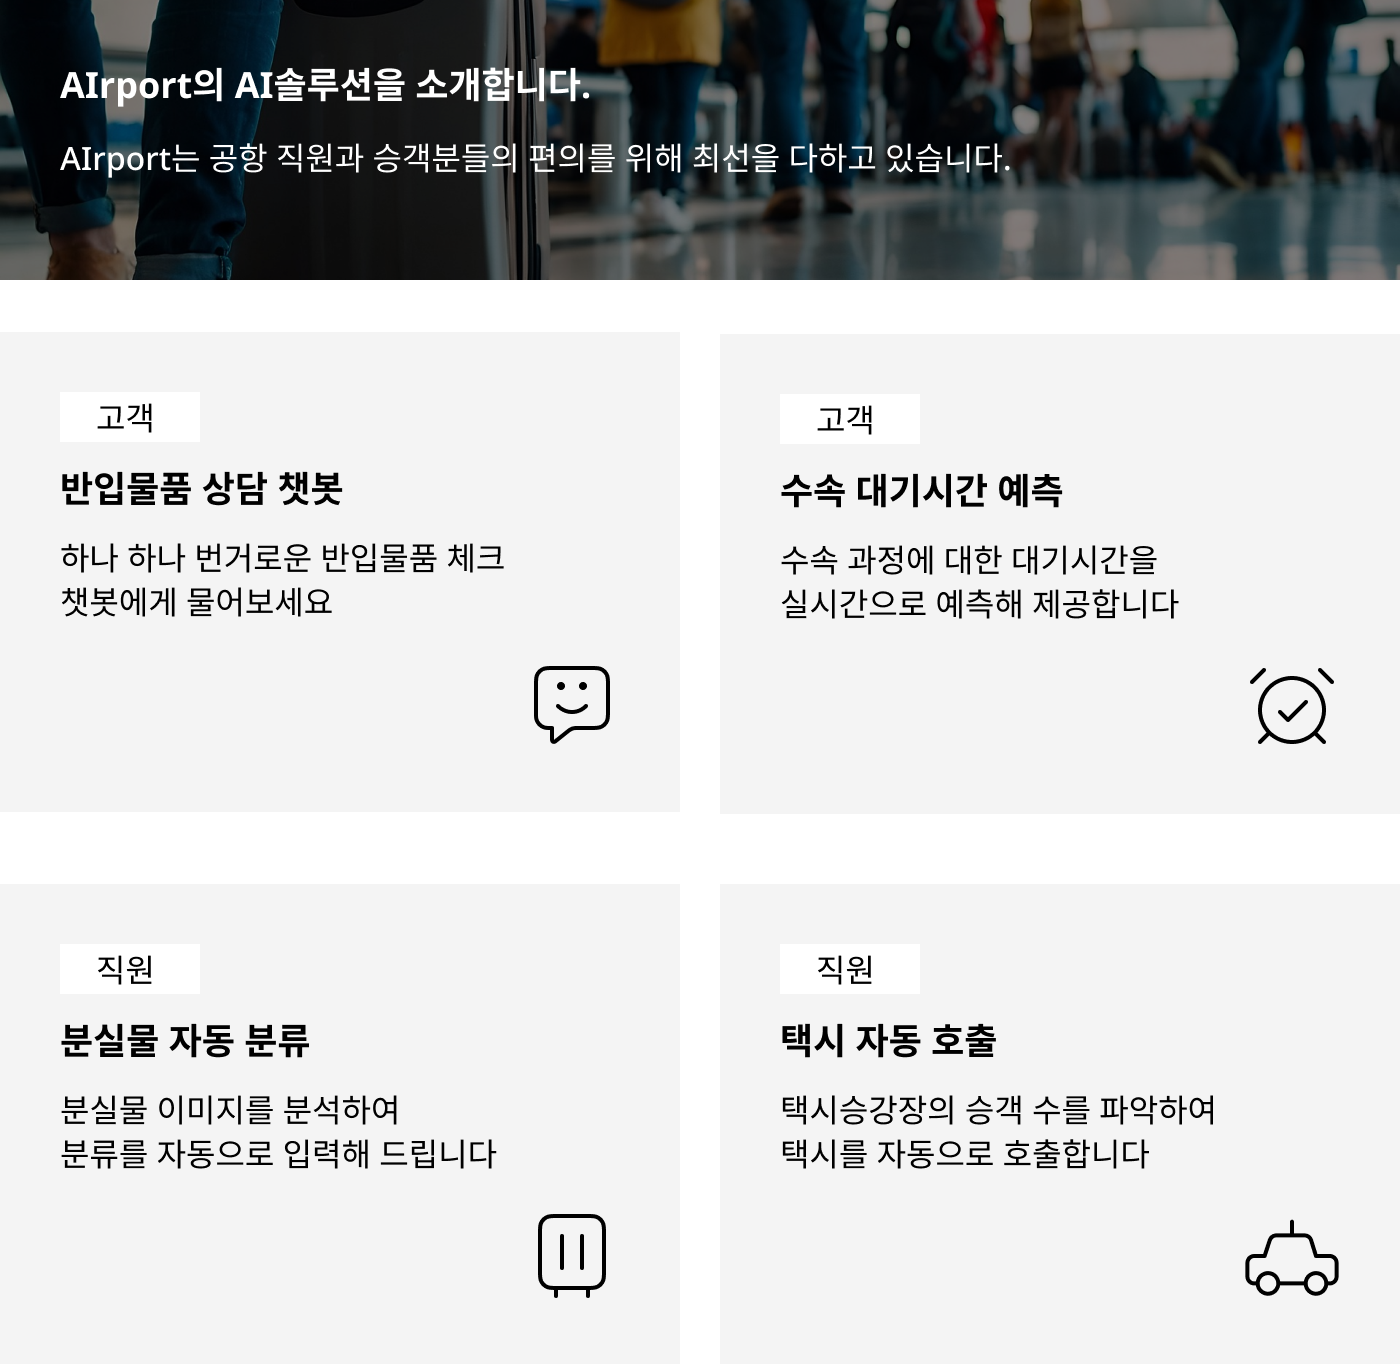 AIrport의 AI솔루션을 소개합니다.
AIrport는 공항 직원과 승객분들의 편의를 위해 최선을 다하고 있습니다.
고객
반입물품 상담 챗봇
하나 하나 번거로운 반입물품 체크
챗봇에게 물어보세요
고객
수속 대기시간 예측
수속 과정에 대한 대기시간을
실시간으로 예측해 제공합니다
직원
분실물 자동 분류
분실물 이미지를 분석하여
분류를 자동으로 입력해 드립니다
직원
택시 자동 호출
택시승강장의 승객 수를 파악하여
택시를 자동으로 호출합니다